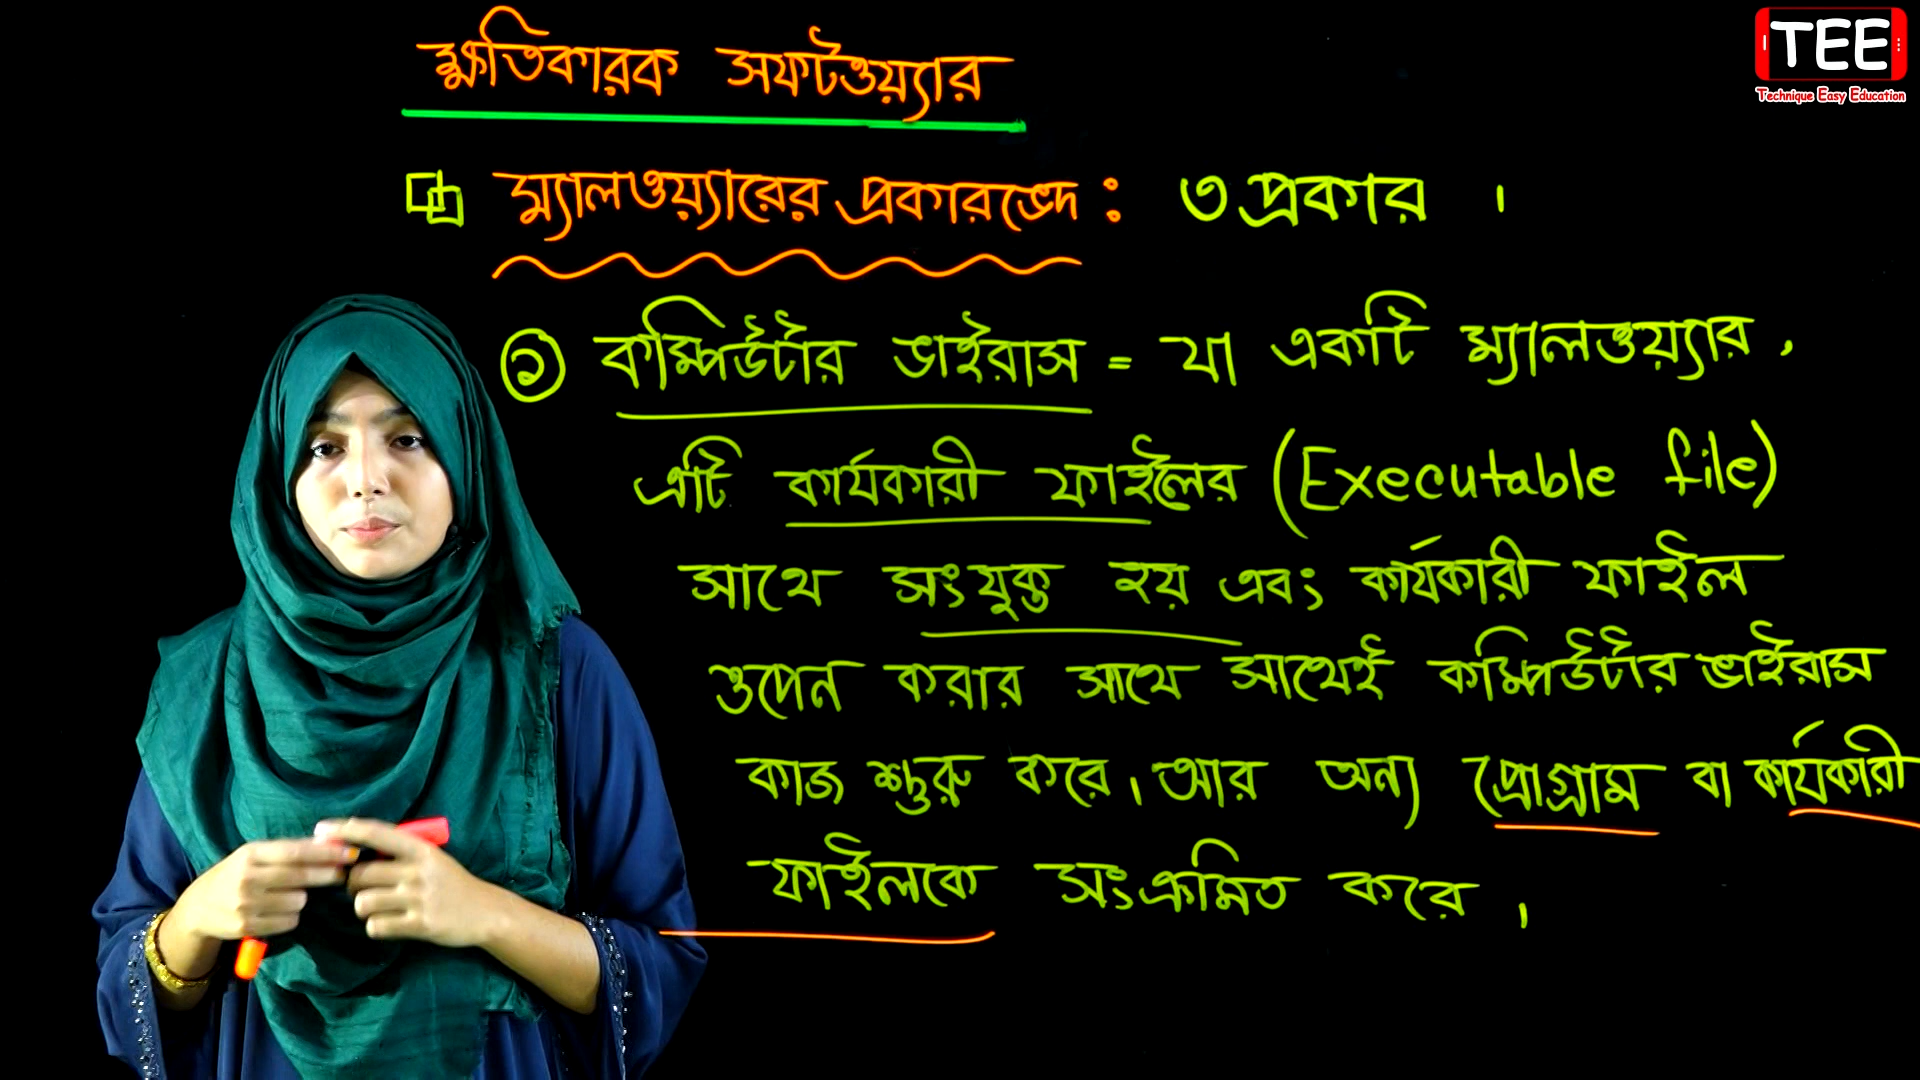 TEE
Technique Easy Education
ক্ষতিকারক সফটওয়্যার
ম্যালওয়্যারের প্রকারভেদ : ৩ প্রকার ।
১ কম্পিউটার ভাইরাস = যা একটি ম্যালওয়্যার,
এটি কার্যকারী ফাইলের (Executable file)
সাথে সংযুক্ত হয় এবং কার্যকারী ফাইল
ওপেন করার সাথে সাথেই কম্পিউটার ভাইরাস
কাজ শুরু করে। আর অন্য প্রোগ্রাম বা কার্যকারী
ফাইলকে সংক্রমিত করে ।